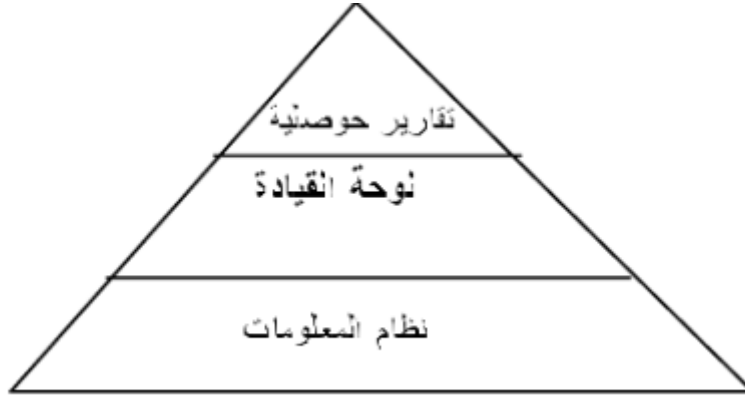 تقارير حوصلية
لوحة القيادة
نظام المعلومات